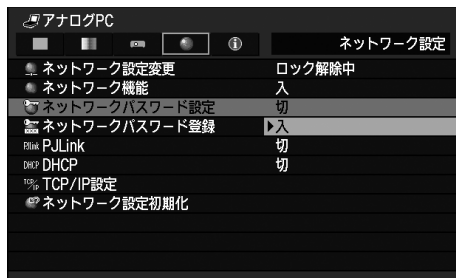 アナログPC
ネットワーク設定
ネットワーク設定変更 ロック解除中
ネットワーク機能 入
ネットワークパスワード設定 切
ネットワークパスワード登録 ▶入
PJLink PJLink 切
DHCP DHCP 切
TCP/IP TCP/IP設定
ネットワーク設定初期化